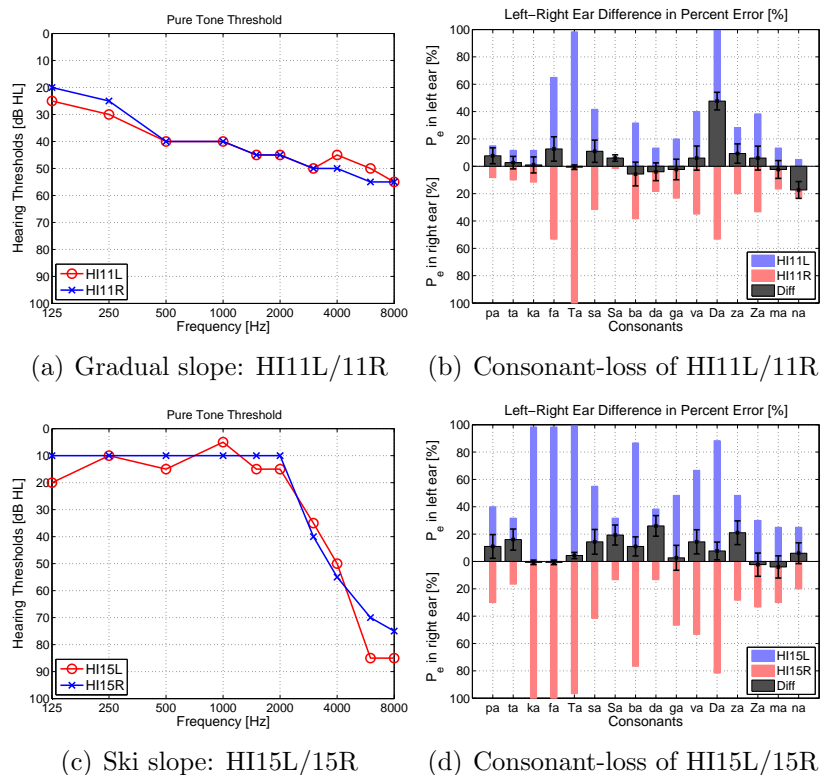 Pure Tone Threshold
0
10
20
30
40
50
60
70
80
90
100
Hearing Thresholds [dB HL]
HI11L
HI11R
125 250 500 1000 2000 4000 8000
Frequency [Hz]
(a) Gradual slope: HI11L/11R
Left−Right Ear Difference in Percent Error [%]
100
80
60
40
20
0
20
40
60
80
100
P_e in left ear [%]
P_e in right ear [%]
HI11L
HI11R
Diff
pa ta ka fa Ta sa Sa ba da ga va Da za Za ma na
Consonants
(b) Consonant-loss of HI11L/11R
Pure Tone Threshold
0
10
20
30
40
50
60
70
80
90
100
Hearing Thresholds [dB HL]
HI15L
HI15R
125 250 500 1000 2000 4000 8000
Frequency [Hz]
(c) Ski slope: HI15L/15R
Left−Right Ear Difference in Percent Error [%]
100
80
60
40
20
0
20
40
60
80
100
P_e in left ear [%]
P_e in right ear [%]
HI15L
HI15R
Diff
pa ta ka fa Ta sa Sa ba da ga va Da za Za ma na
Consonants
(d) Consonant-loss of HI15L/15R